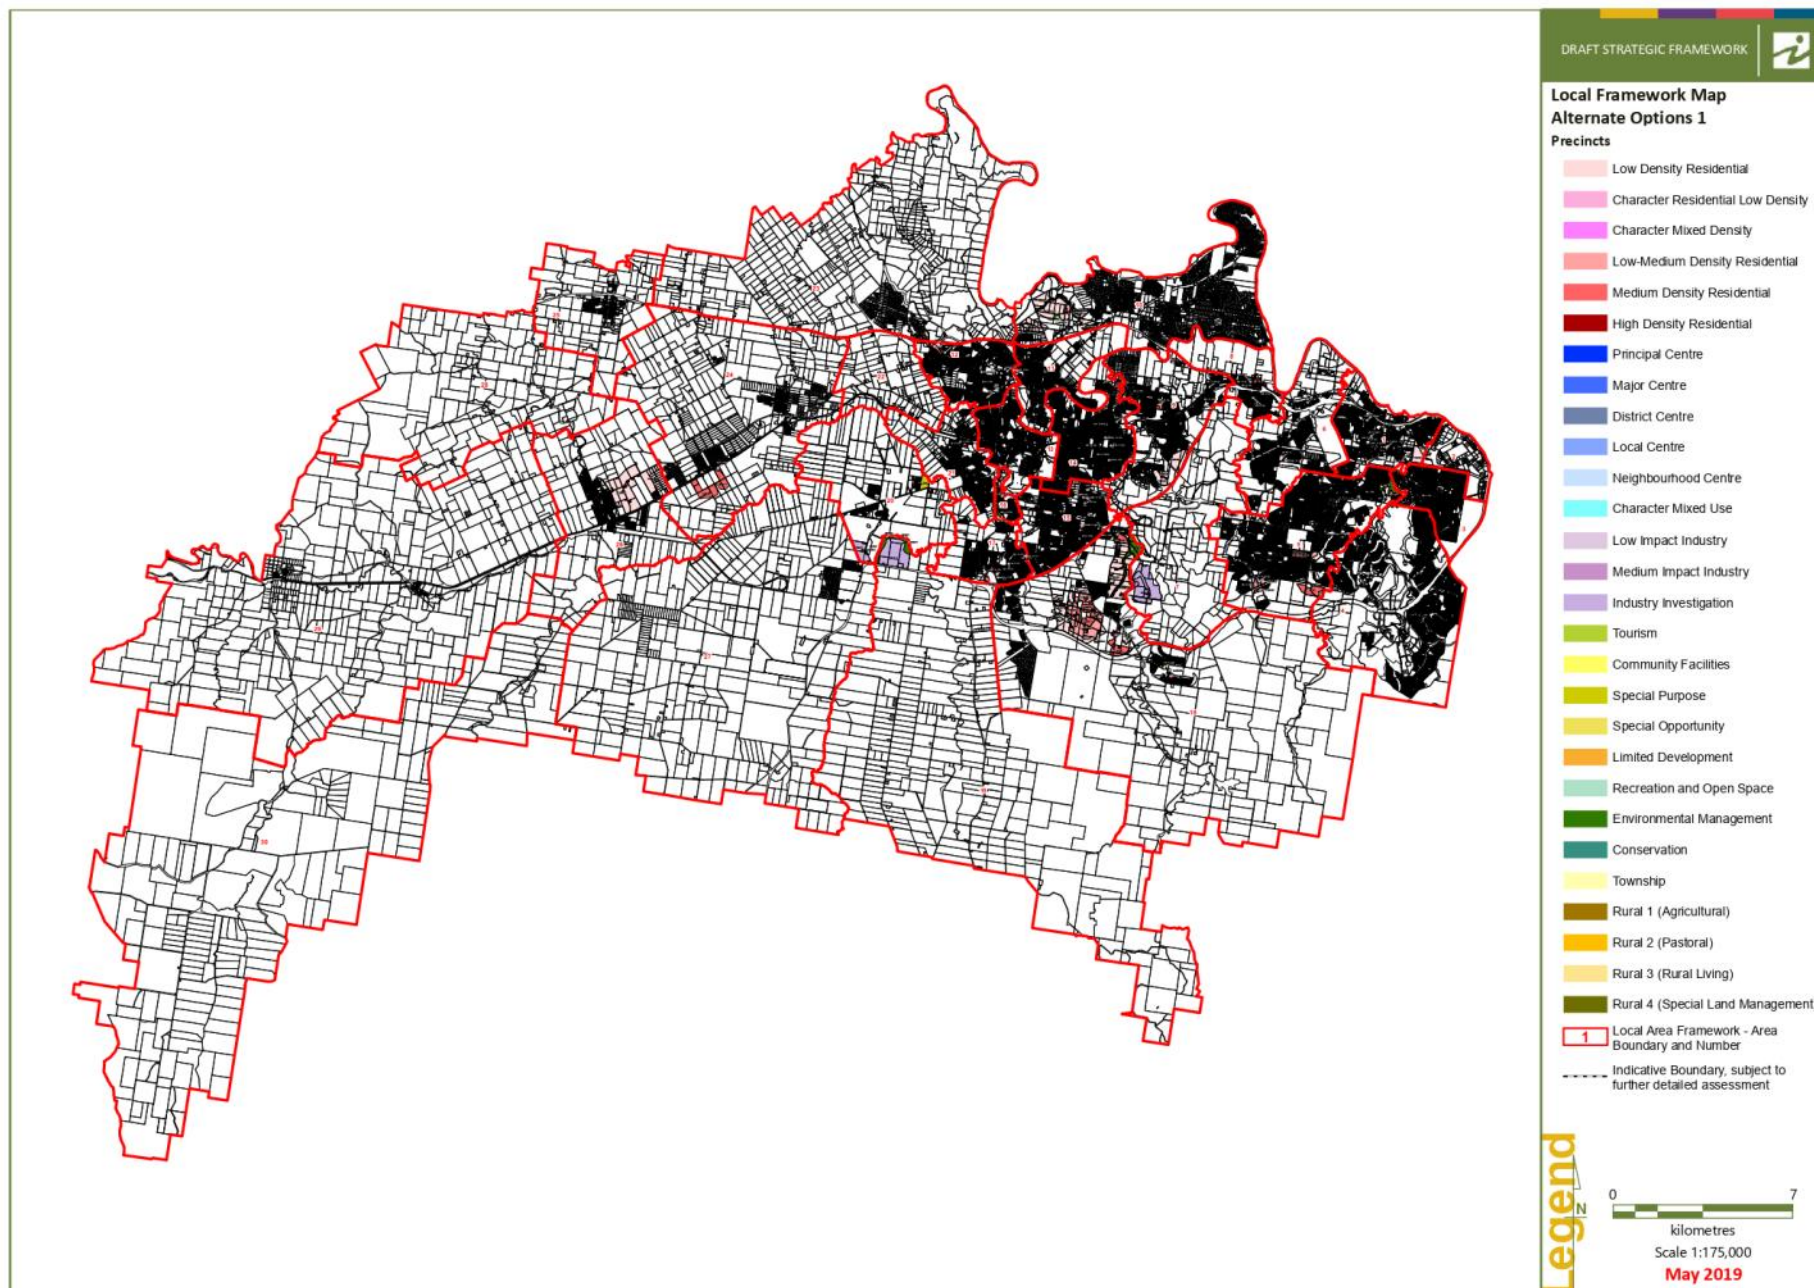 DRAFT STRATEGIC FRAMEWORK
Local Framework Map
Alternate Options 1
Precincts
Low Density Residential
Character Residential Low Density
Character Mixed Density
Low-Medium Density Residential
Medium Density Residential
High Density Residential
Principal Centre
Major Centre
District Centre
Local Centre
Neighbourhood Centre
Character Mixed Use
Low Impact Industry
Medium Impact Industry
Industry Investigation
Tourism
Community Facilities
Special Purpose
Special Opportunity
Limited Development
Recreation and Open Space
Environmental Management
Conservation
Township
Rural 1 (Agricultural)
Rural 2 (Pastoral)
Rural 3 (Rural Living)
Rural 4 (Special Land Management
1
Local Area Framework - Area
Boundary and Number
Indicative Boundary, subject to
further detailed assessment
Legend
N
0 7
kilometres
Scale 1:175,000
May 2019